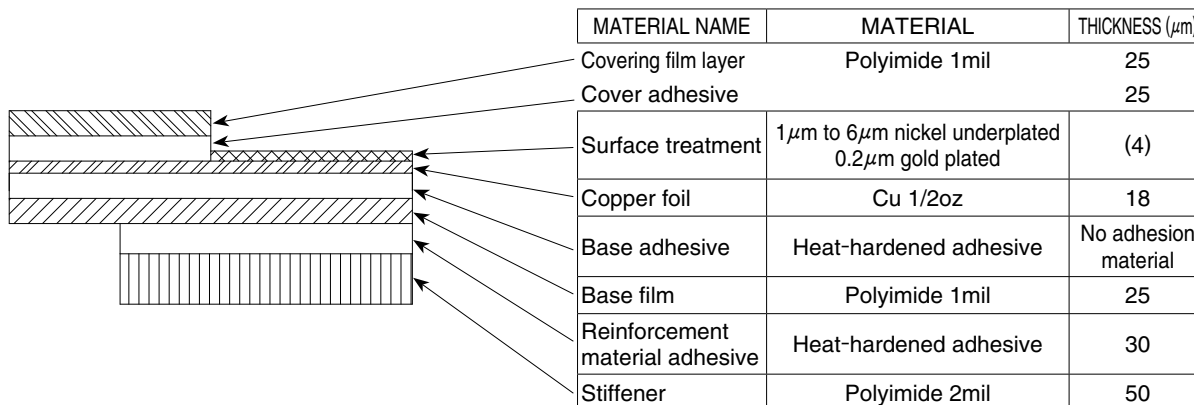 MATERIAL NAME MATERIAL THICKNESS (μm)
Covering film layer Polyimide 1mil 25
Cover adhesive 25
Surface treatment 1μm to 6μm nickel underplated
0.2μm gold plated (4)
Copper foil Cu 1/2oz 18
Base adhesive Heat-hardened adhesive No adhesion
material
Base film Polyimide 1mil 25
Reinforcement
material adhesive Heat-hardened adhesive 30
Stiffener Polyimide 2mil 50